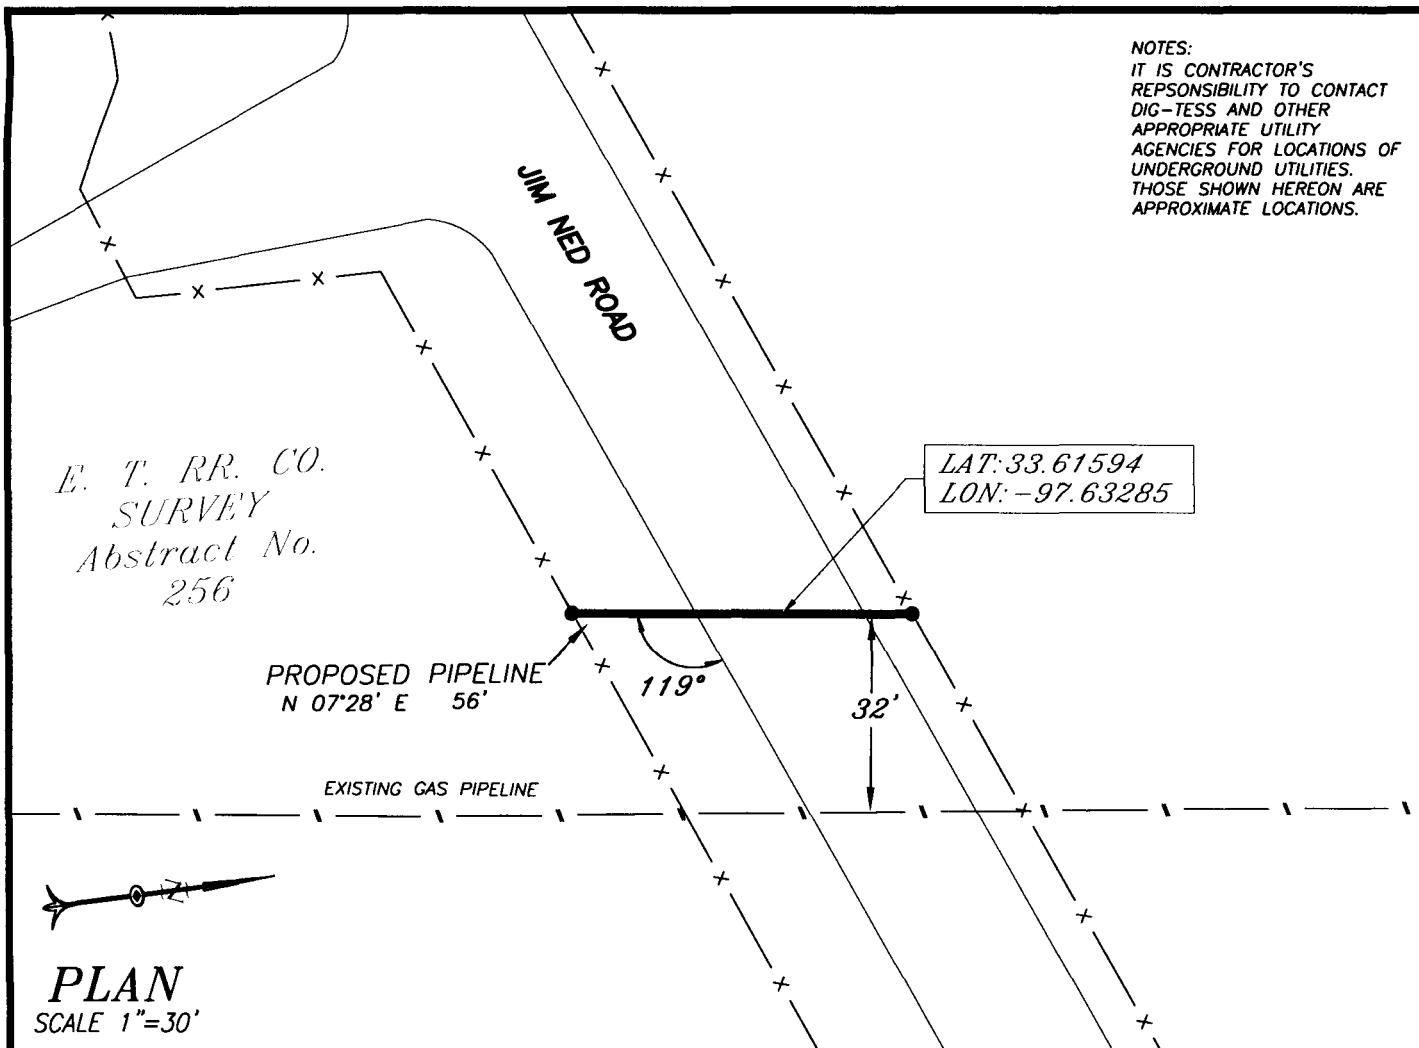 NOTES:
IT IS CONTRACTOR'S
REPSONSIBILITY TO CONTACT
DIG-TESS AND OTHER
APPROPRIATE UTILITY
AGENCIES FOR LOCATIONS OF
UNDERGROUND UTILITIES.
THOSE SHOWN HEREON ARE
APPROXIMATE LOCATIONS.
JIM NED ROAD
E. T. RR. CO.
SURVEY
Abstract No.
256
LAT:33.61594
LON:-97.63285
PROPOSED PIPELINE
N 07°28' E 56'
119°
32'
EXISTING GAS PIPELINE
N
PLAN
SCALE 1"=30'